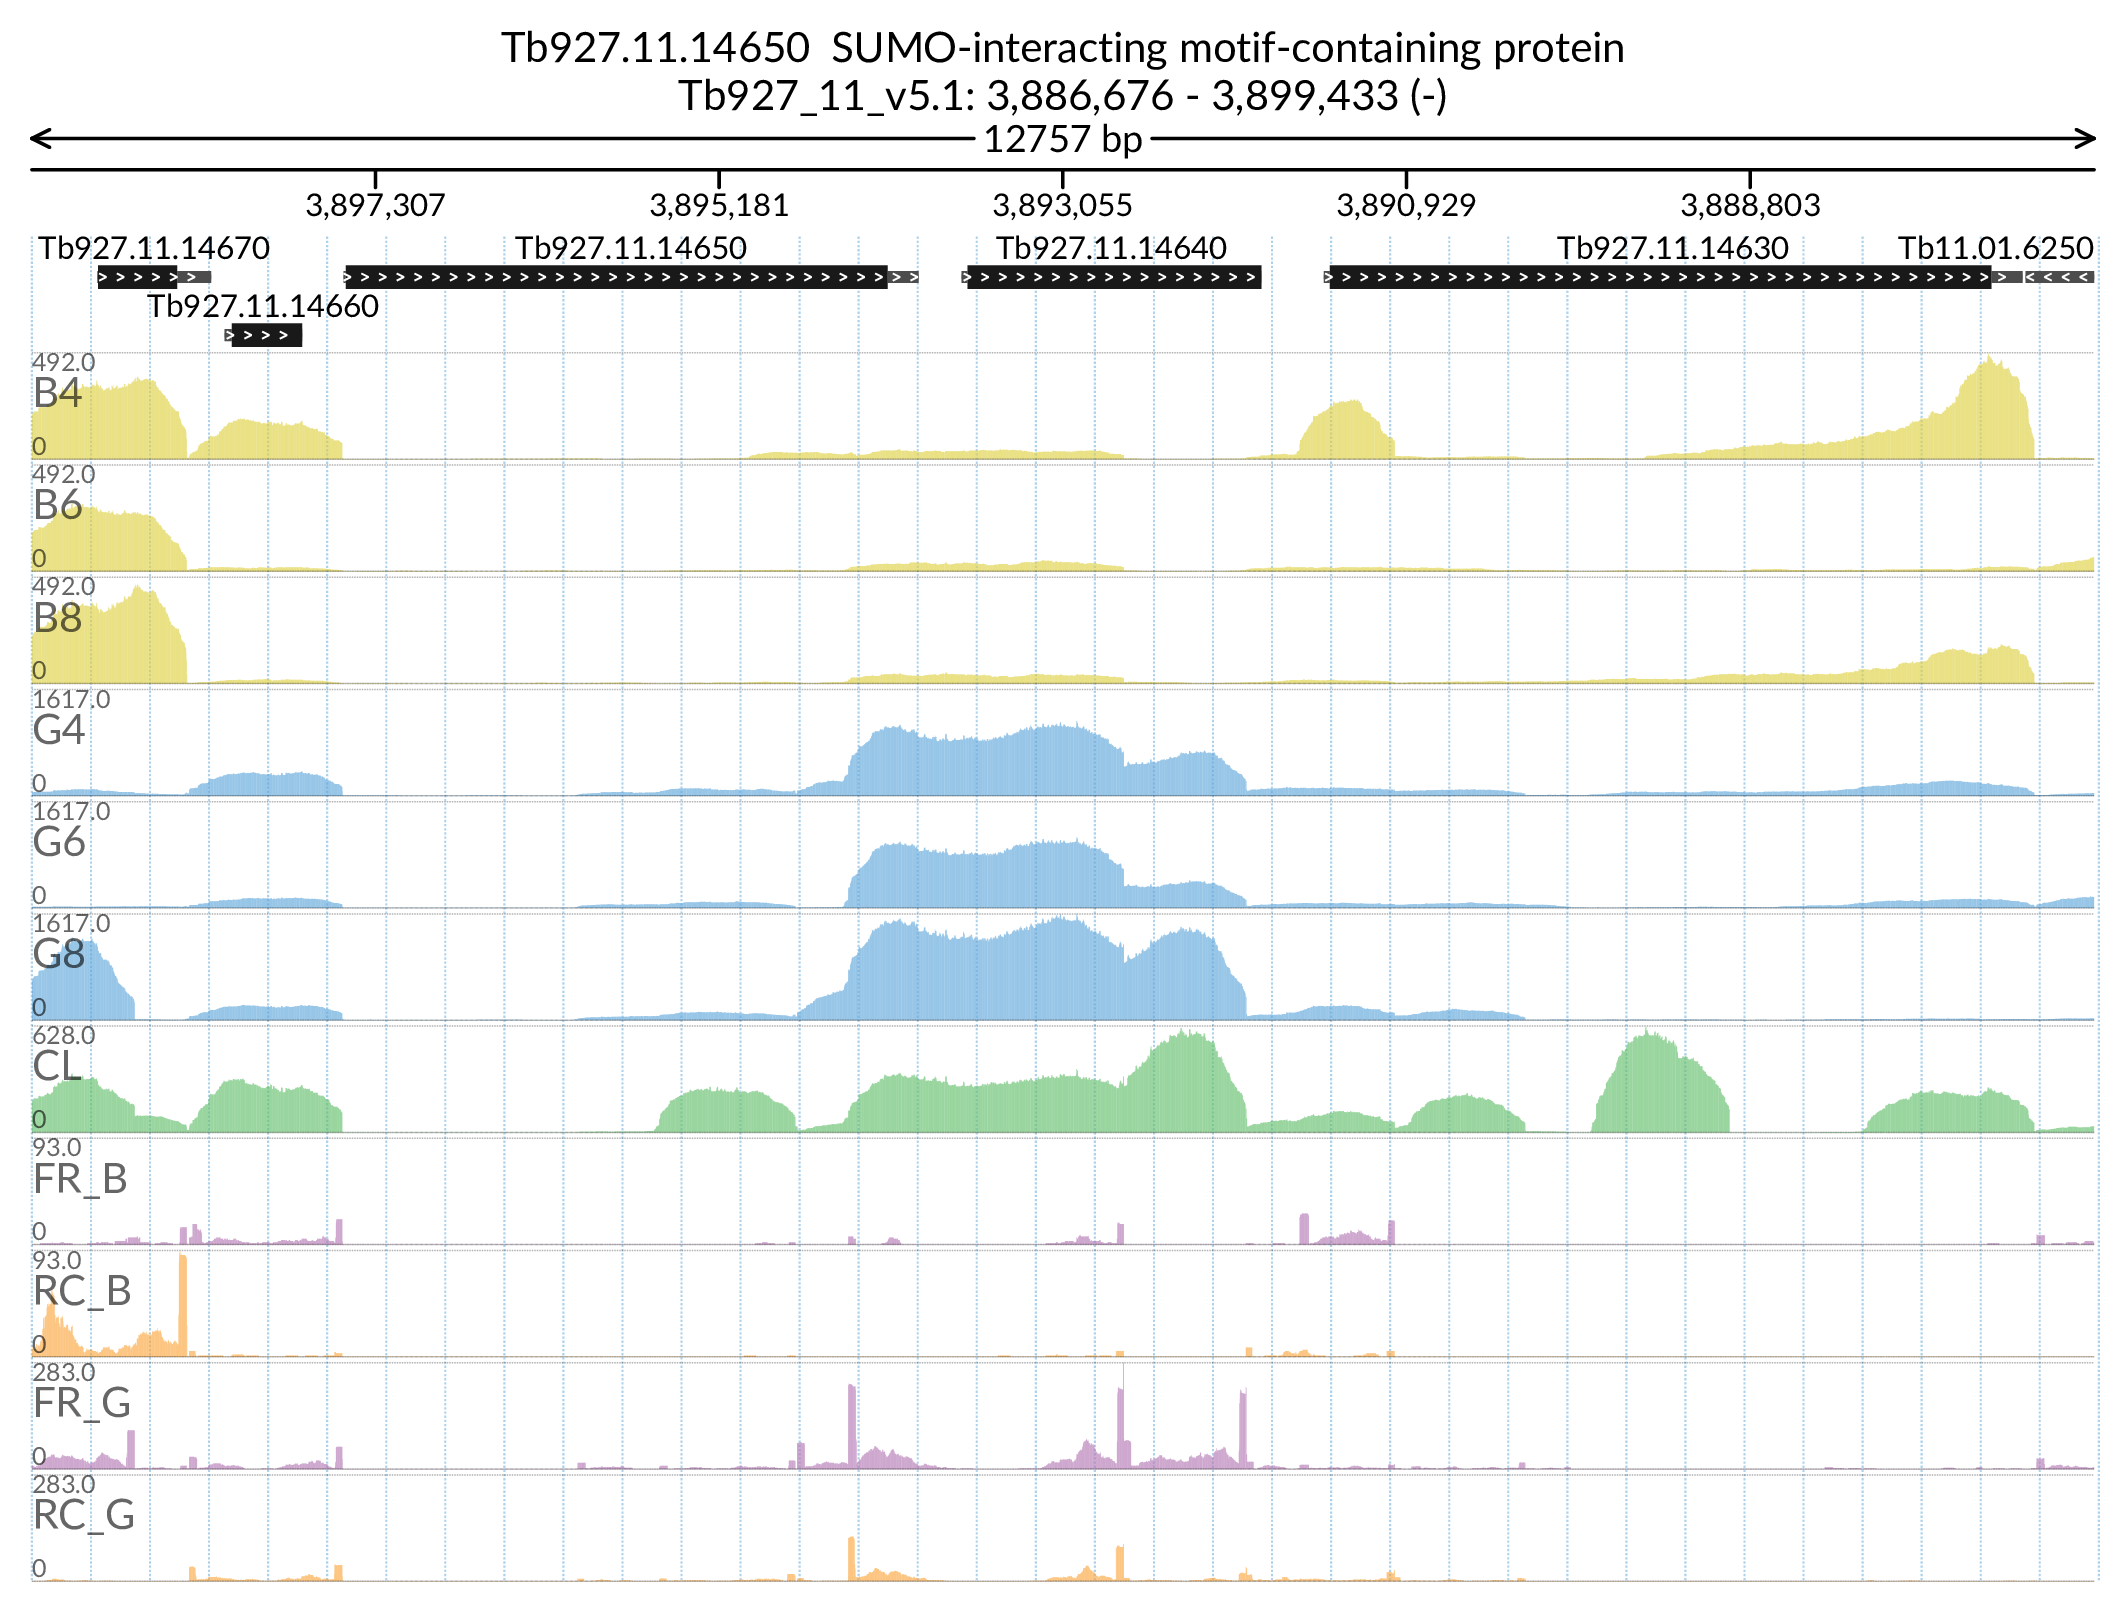 Tb927.11.14650  SUMO-interacting motif-containing protein
Tb927_11_v5.1: 3,886,676 - 3,899,433 (-)
12757 bp
3,897,307 3,895,181 3,893,055 3,890,929 3,888,803
Tb927.11.14670 Tb927.11.14650 Tb927.11.14640 Tb927.11.14630 Tb11.01.6250
Tb927.11.14660
492.0
B4
0
492.0
B6
0
492.0
B8
0
1617.0
G4
0
1617.0
G6
0
1617.0
G8
0
628.0
CL
0
93.0
FR_B
0
93.0
RC_B
0
283.0
FR_G
0
283.0
RC_G
0